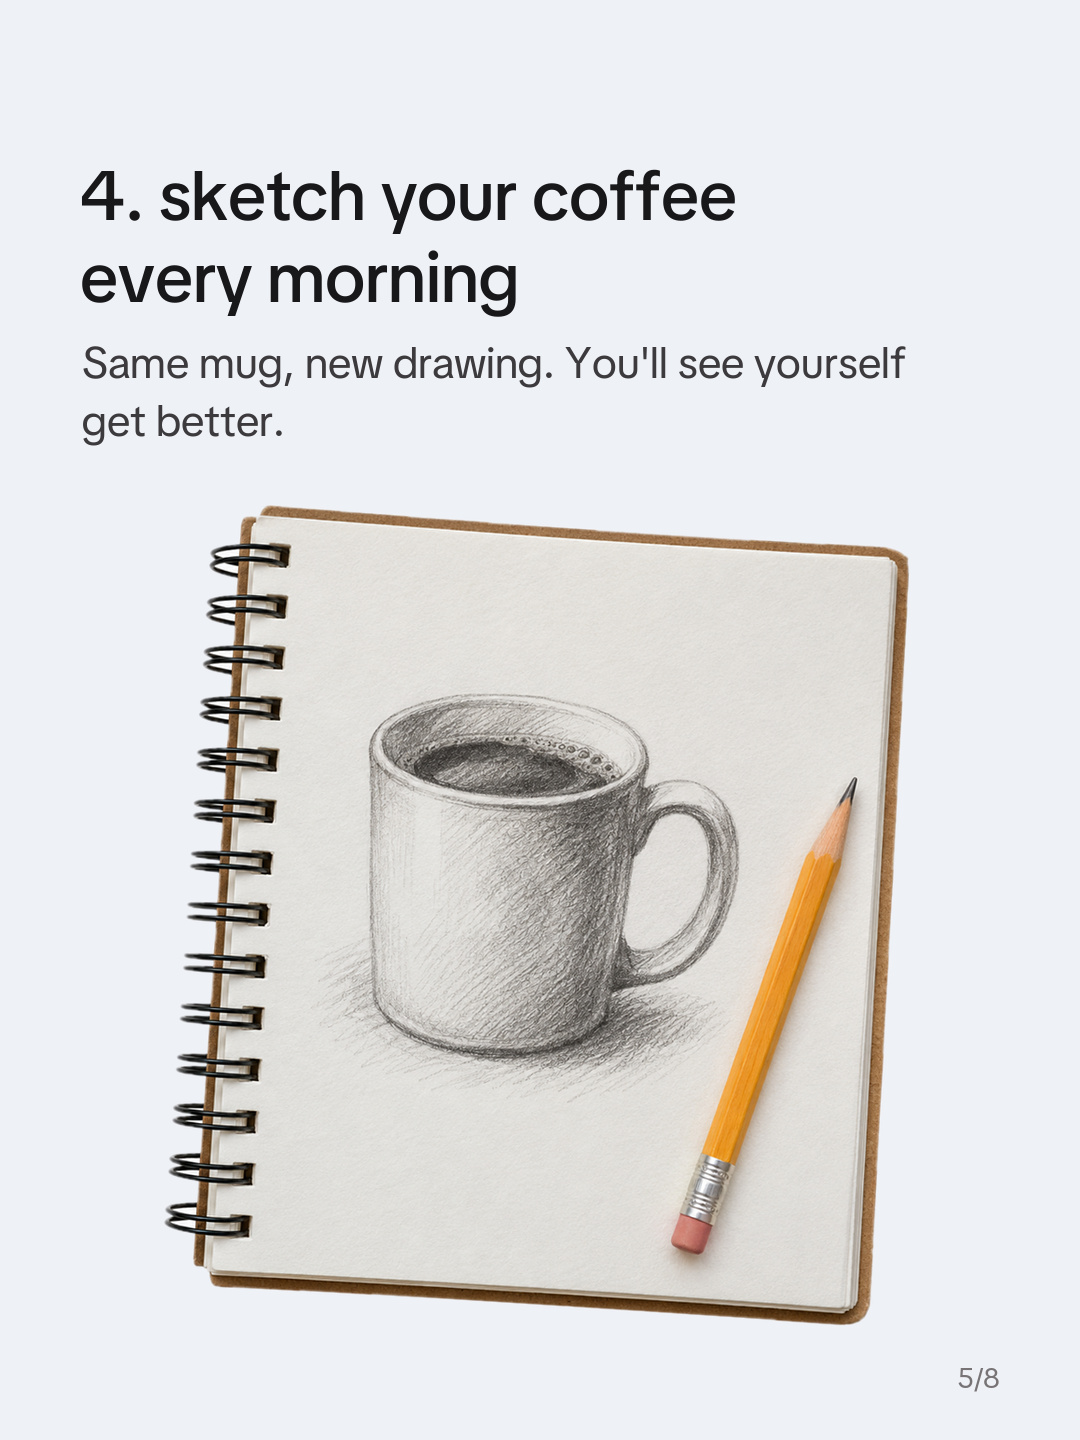 4. sketch your coffee
every morning
Same mug, new drawing. You'll see yourself
get better.
5/8